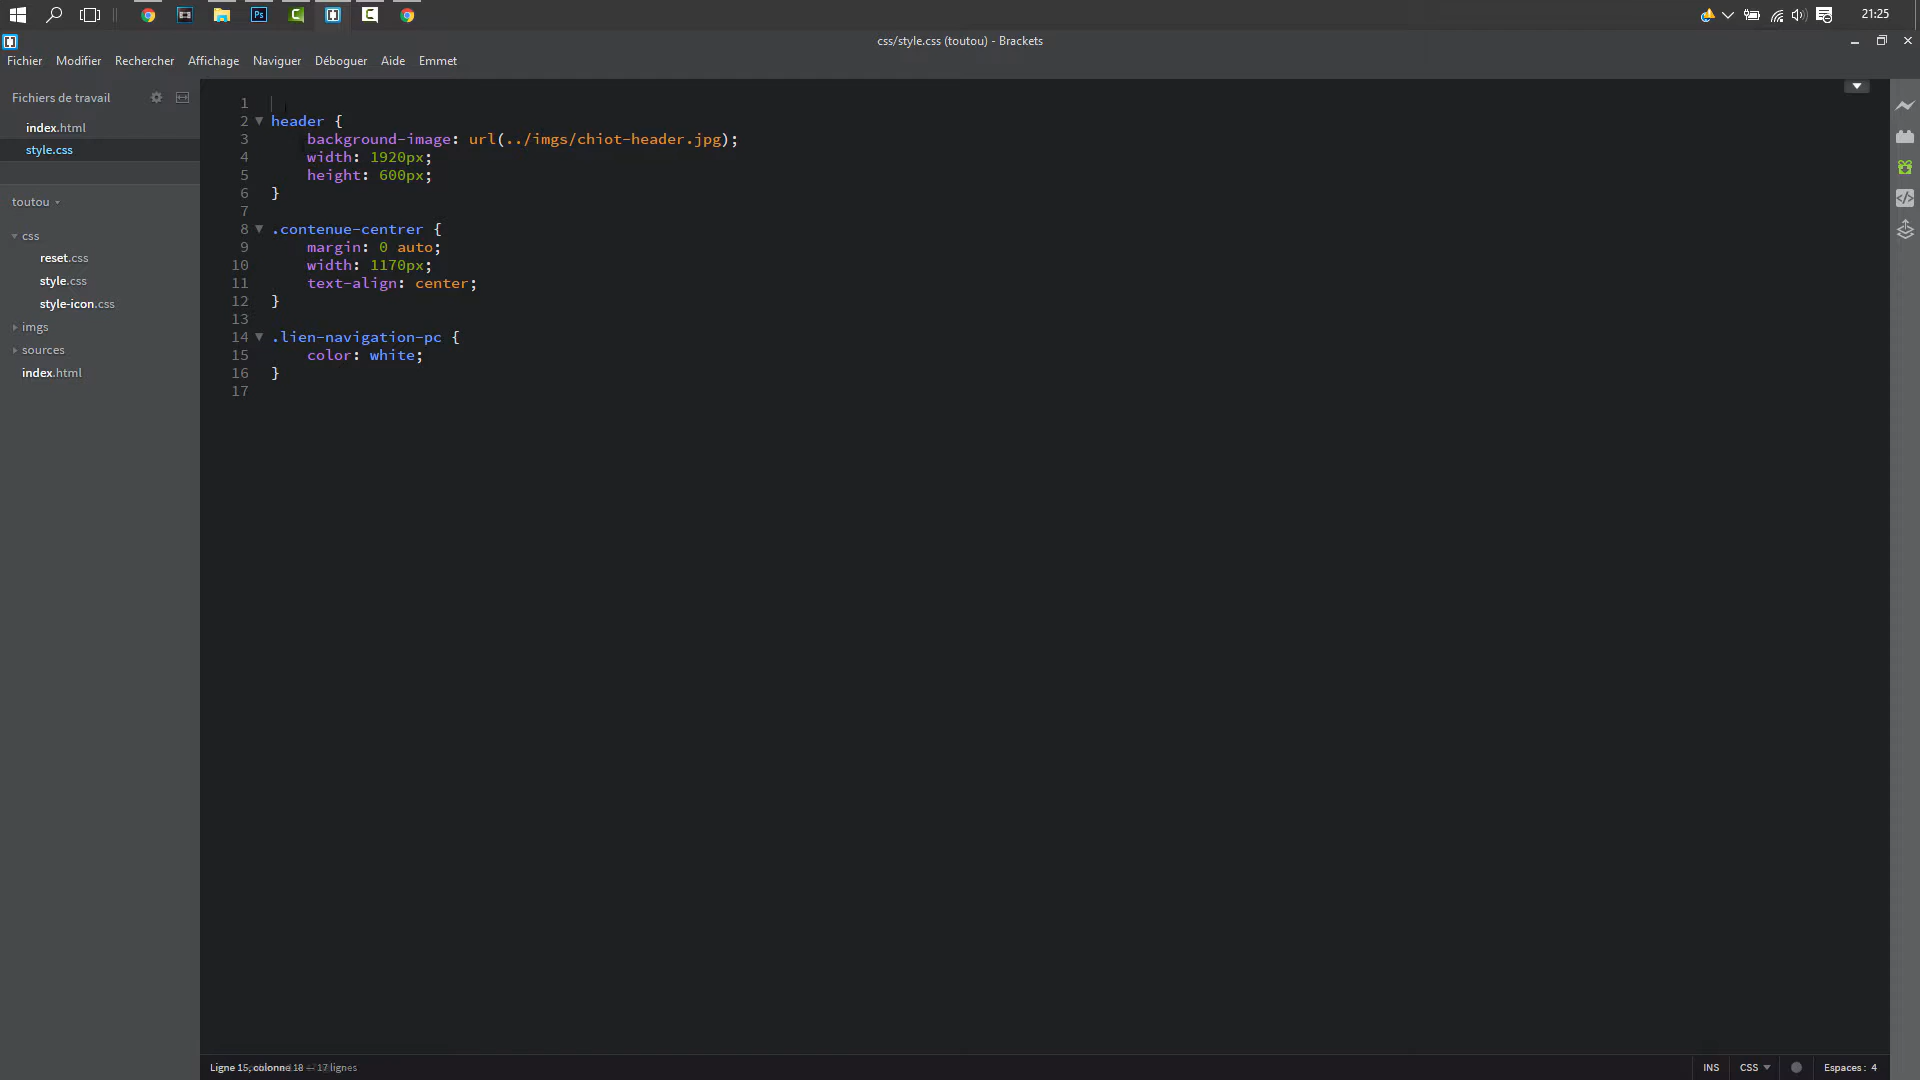 21:25
css/style.css (toutou) - Brackets
Fichier Modifier Rechercher Affichage Naviguer Déboguer Aide Emmet
Fichiers de travail
index.html
style.css
toutou
css
reset.css
style.css
style-icon.css
imgs
sources
index.html
1
2 header {
3 background-image: url(../imgs/chiot-header.jpg);
4 width: 1920px;
5 height: 600px;
6 }
7
8 .contenue-centrer {
9 margin: 0 auto;
10 width: 1170px;
11 text-align: center;
12 }
13
14 .lien-navigation-pc {
15 color: white;
16 }
17
Ligne 15, colonne 18 — 17 lignes
INS CSS Espaces : 4